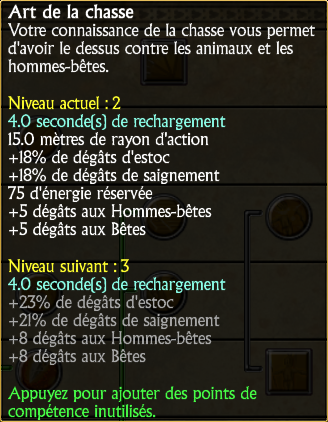 Art de la chasse
Votre connaissance de la chasse vous permet
d'avoir le dessus contre les animaux et les
hommes-bêtes.
Niveau actuel : 2
4.0 seconde(s) de rechargement
15.0 mètres de rayon d'action
+18% de dégâts d'estoc
+18% de dégâts de saignement
75 d'énergie réservée
+5 dégâts aux Hommes-bêtes
+5 dégâts aux Bêtes
Niveau suivant : 3
4.0 seconde(s) de rechargement
+23% de dégâts d'estoc
+21% de dégâts de saignement
+8 dégâts aux Hommes-bêtes
+8 dégâts aux Bêtes
Appuyez pour ajouter des points de
compétence inutilisés.